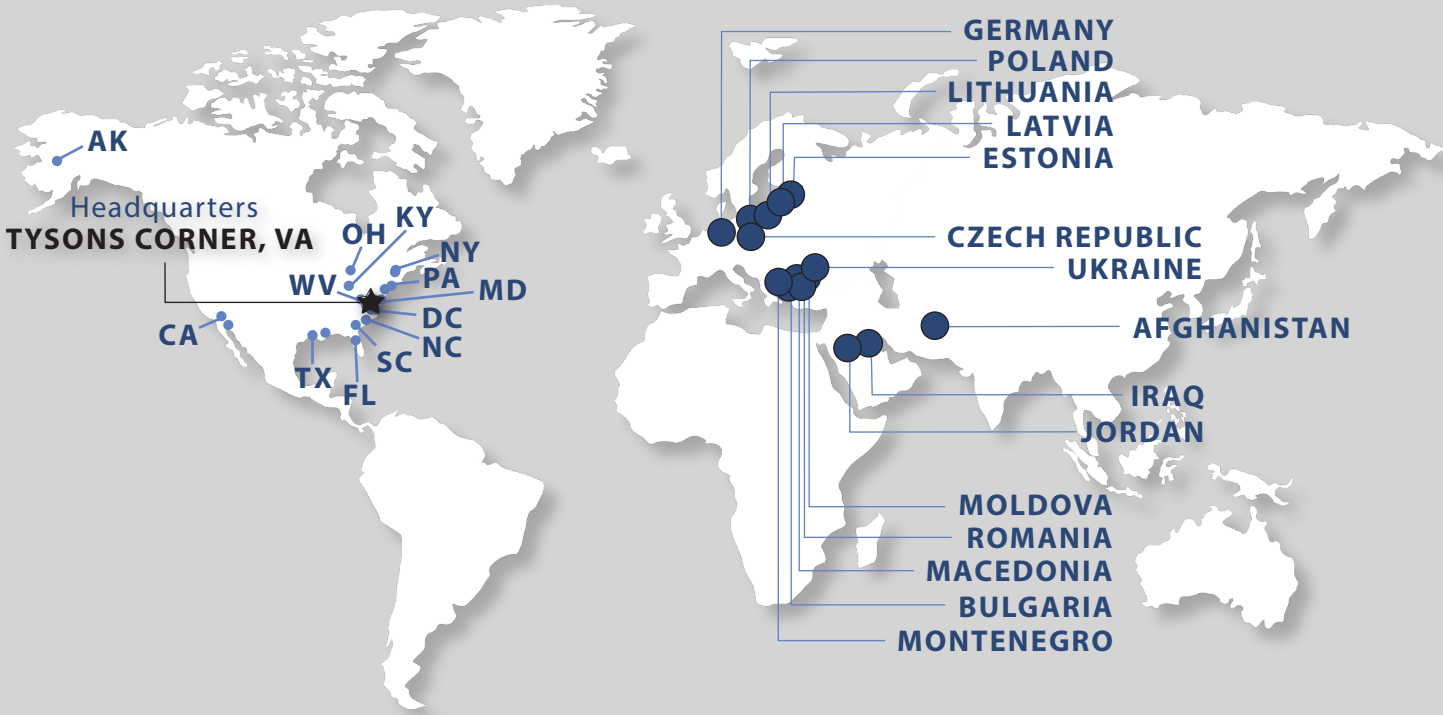 AK
Headquarters
TYSONS CORNER, VA
OH
KY
NY
WV
PA
MD
DC
NC
CA
SC
TX
FL
GERMANY
POLAND
LITHUANIA
LATVIA
ESTONIA
CZECH REPUBLIC
UKRAINE
AFGHANISTAN
IRAQ
JORDAN
MOLDOVA
ROMANIA
MACEDONIA
BULGARIA
MONTENEGRO